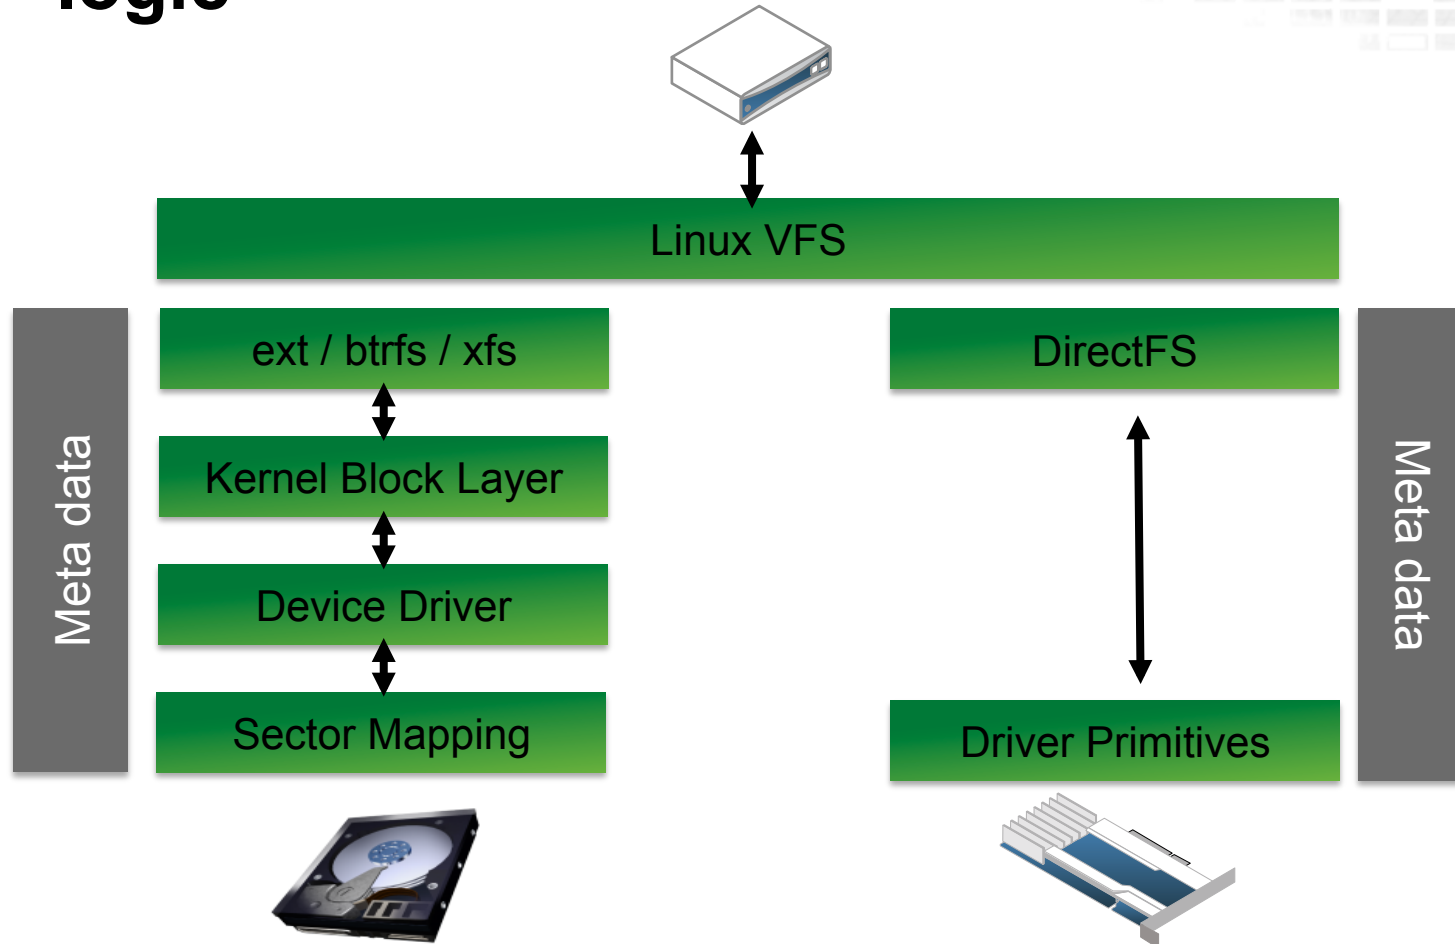 logic
Linux VFS
Meta data
ext / btrfs / xfs
Kernel Block Layer
Device Driver
Sector Mapping
DirectFS
Driver Primitives
Meta data